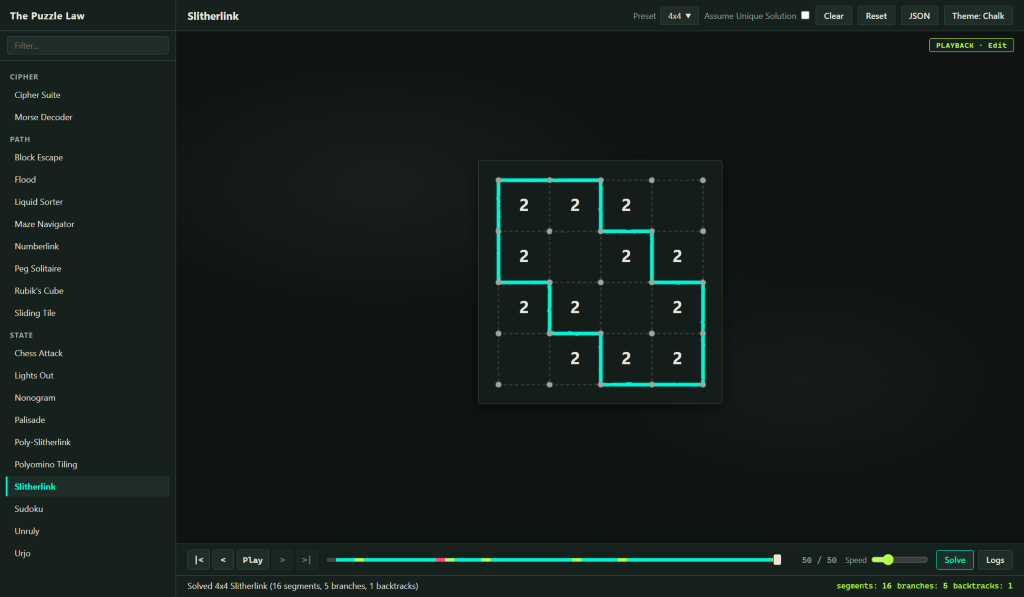 The Puzzle Law
Filter...
CIPHER
Cipher Suite
Morse Decoder
PATH
Block Escape
Flood
Liquid Sorter
Maze Navigator
Numberlink
Peg Solitaire
Rubik's Cube
Sliding Tile
STATE
Chess Attack
Lights Out
Nonogram
Palisade
Poly-Slitherlink
Polyomino Tiling
Slitherlink
Sudoku
Unruly
Urjo
Slitherlink
Preset 4x4 ▼ Assume Unique Solution Clear Reset JSON Theme: Chalk
PLAYBACK · Edit
2 2 2
2 2 2
2 2 2
2 2 2
|< < Play > >| 50 / 50 Speed Solve Logs
Solved 4x4 Slitherlink (16 segments, 5 branches, 1 backtracks) segments: 16 branches: 5 backtracks: 1